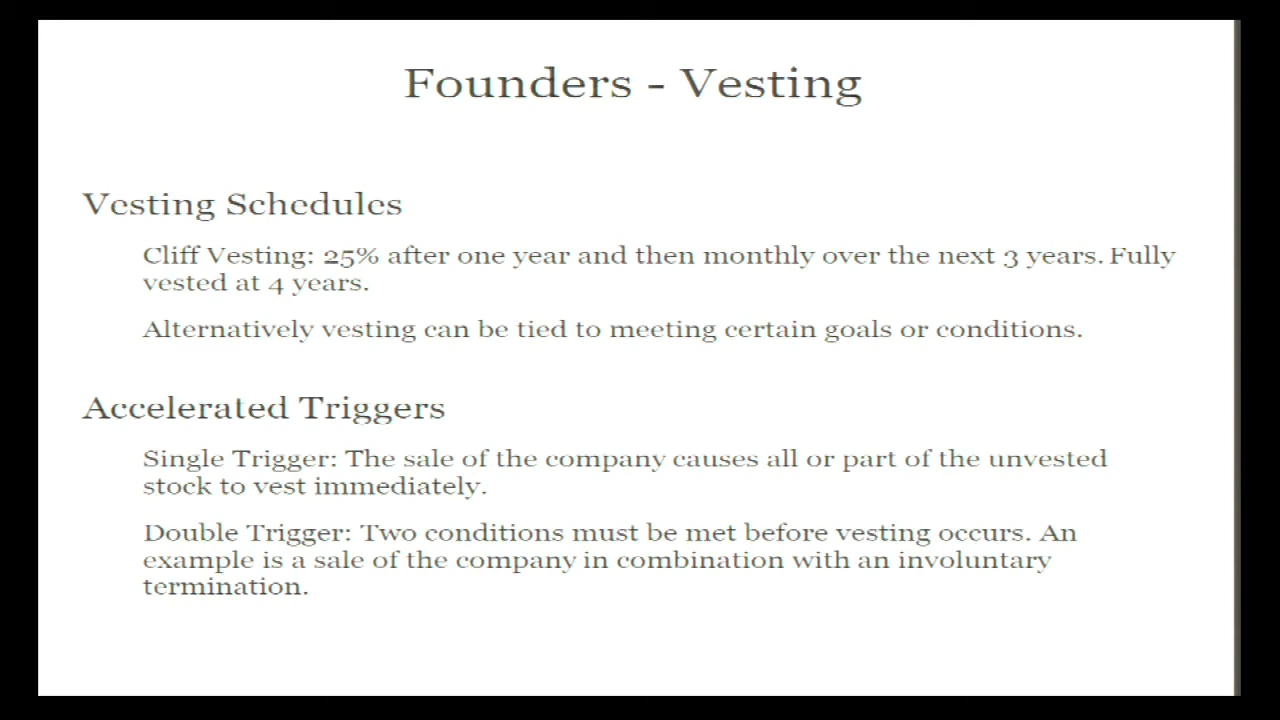 Founders - Vesting
Vesting Schedules
Cliff Vesting: 25% after one year and then monthly over the next 3 years. Fully
vested at 4 years.
Alternatively vesting can be tied to meeting certain goals or conditions.
Accelerated Triggers
Single Trigger: The sale of the company causes all or part of the unvested
stock to vest immediately.
Double Trigger: Two conditions must be met before vesting occurs. An
example is a sale of the company in combination with an involuntary
termination.